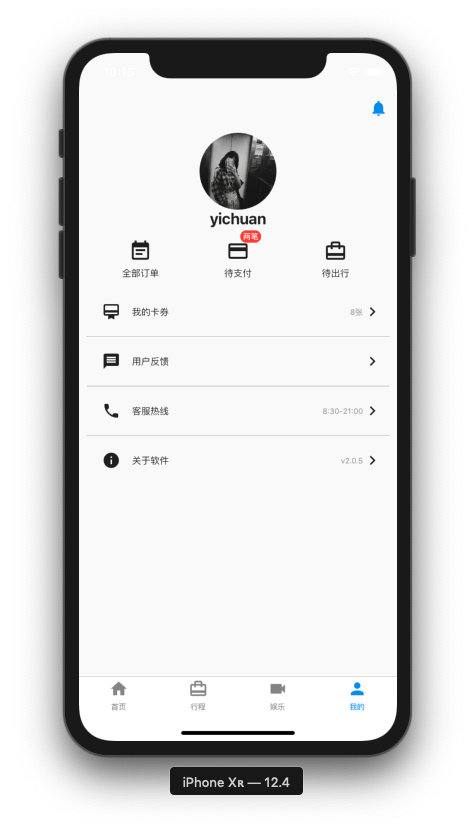 yichuan
两笔
全部订单
待支付
待出行
我的卡券 8张
用户反馈
客服热线 8:30-21:00
关于软件 v2.0.5
首页
行程
娱乐
我的
iPhone Xʀ — 12.4